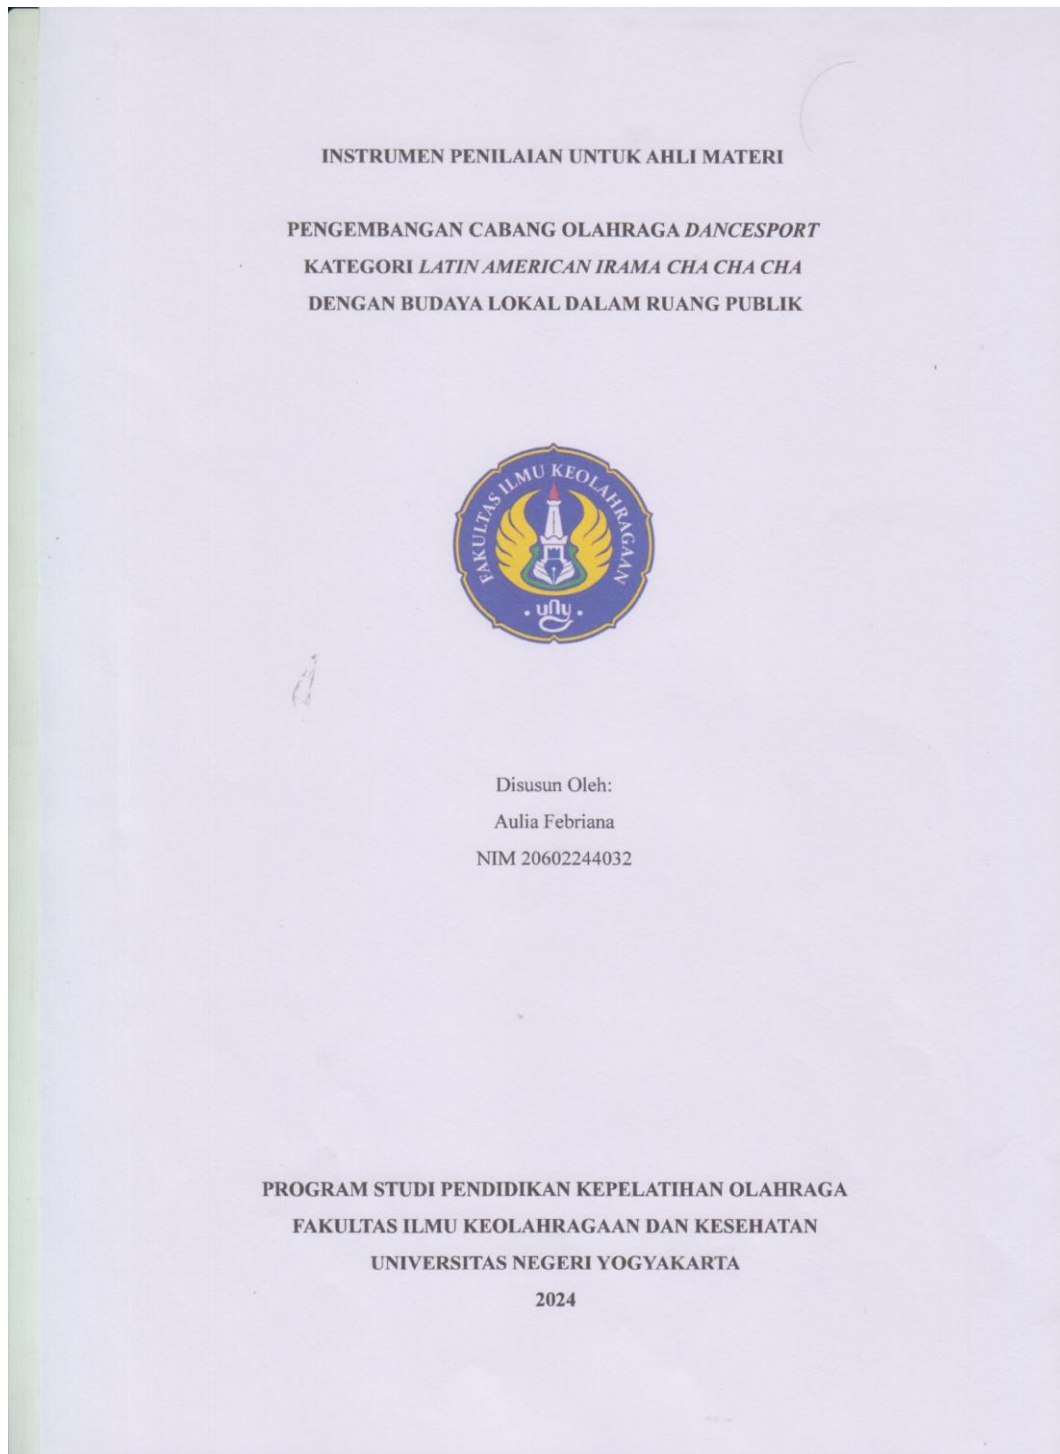 INSTRUMEN PENILAIAN UNTUK AHLI MATERI
PENGEMBANGAN CABANG OLAHRAGA DANCESPORT
KATEGORI LATIN AMERICAN IRAMA CHA CHA CHA
DENGAN BUDAYA LOKAL DALAM RUANG PUBLIK
FAKULTAS ILMU KEOLAHRAGAAN
uny
Disusun Oleh:
Aulia Febriana
NIM 20602244032
PROGRAM STUDI PENDIDIKAN KEPELATIHAN OLAHRAGA
FAKULTAS ILMU KEOLAHRAGAAN DAN KESEHATAN
UNIVERSITAS NEGERI YOGYAKARTA
2024